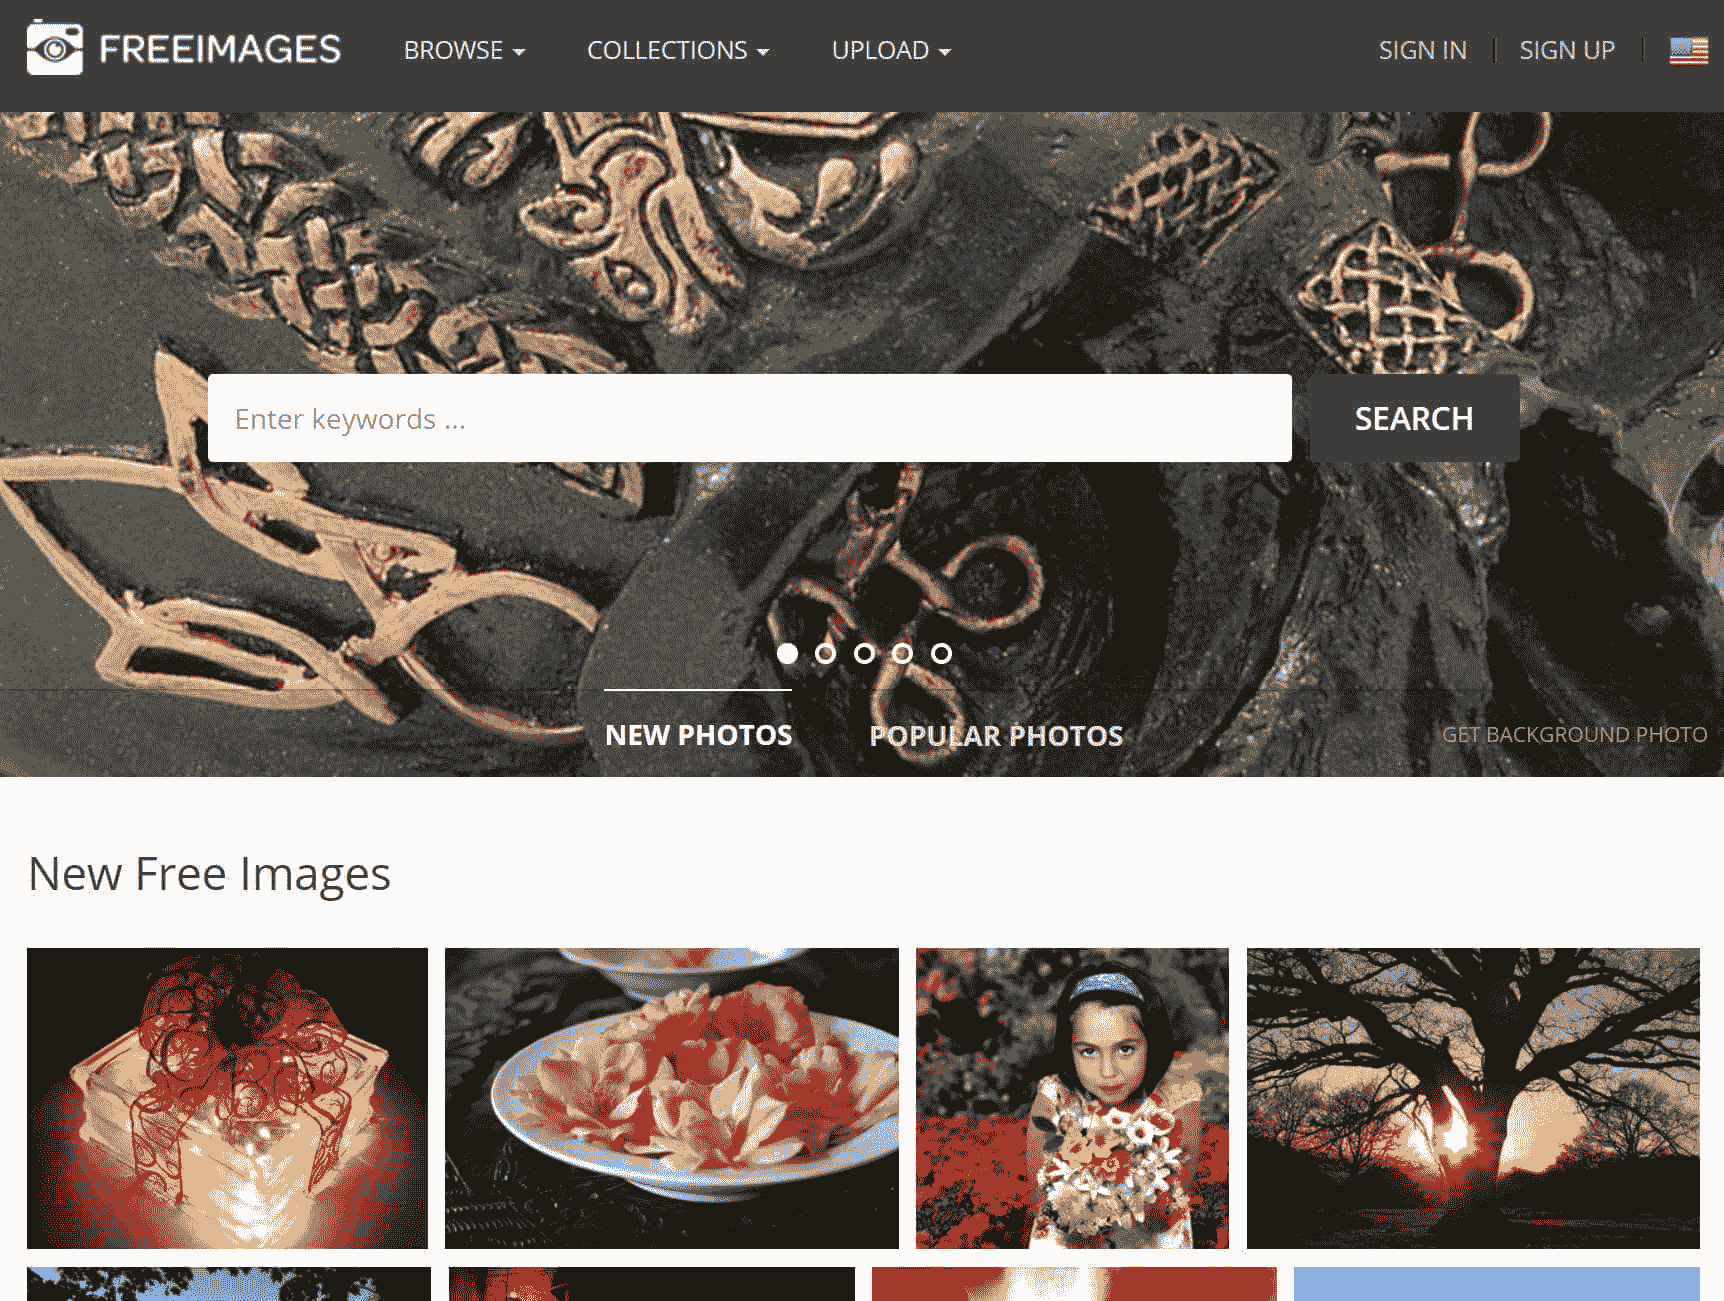 FREEIMAGES
BROWSE COLLECTIONS UPLOAD SIGN IN SIGN UP
Enter keywords ...
SEARCH
NEW PHOTOS POPULAR PHOTOS GET BACKGROUND PHOTO
New Free Images